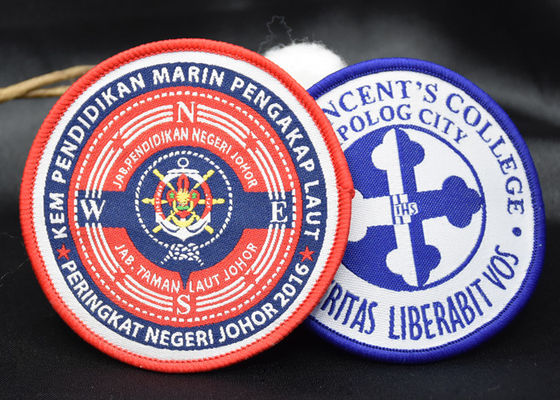 KEM PENDIDIKAN MARIN PENGAKAP LAUT
N
JAB.PENDIDIKAN NEGERI JOHOR
W
E
JAB. TAMAN LAUT JOHOR
S
★ PERINGKAT NEGERI JOHOR 2016 ★
NCENT'S COLLEGE •
POLOG CITY
IHS
RITAS LIBERABIT VOS